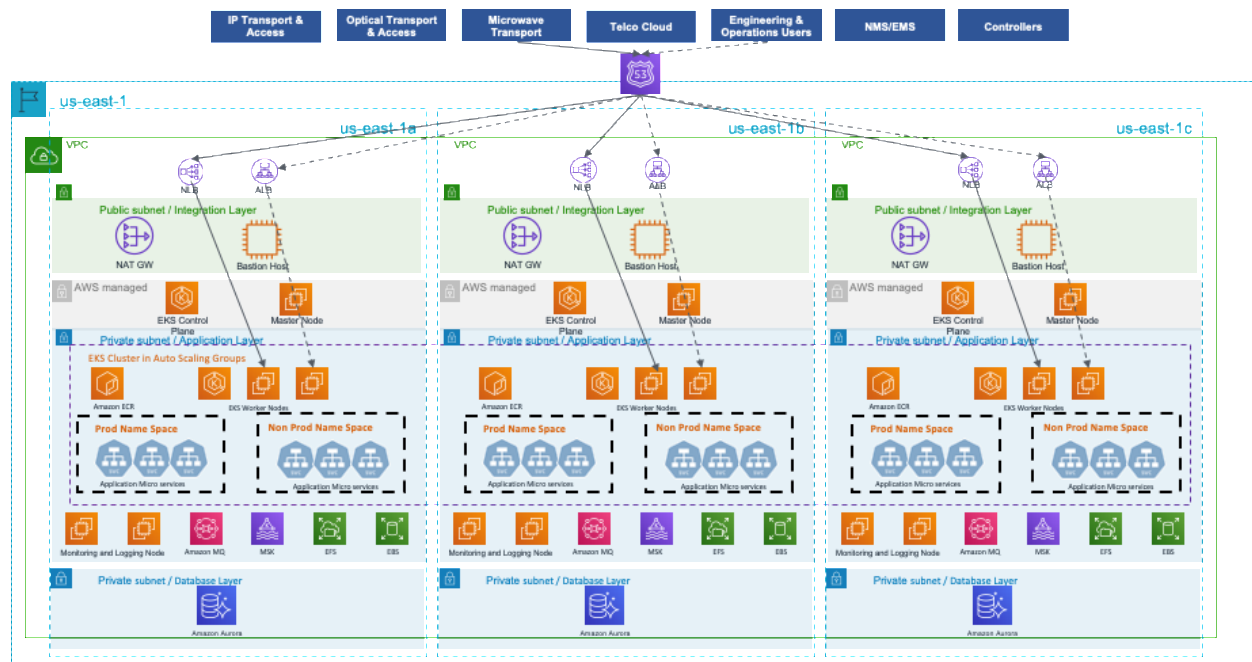 IP Transport &
Access
Optical Transport
& Access
Microwave
Transport
Telco Cloud
Engineering &
Operations Users
NMS/EMS
Controllers
53
us-east-1
us-east-1a
us-east-1b
us-east-1c
VPC
VPC
VPC
NLB
ALB
NLB
ALB
NLB
ALB
Public subnet / Integration Layer
Public subnet / Integration Layer
Public subnet / Integration Layer
NAT GW
Bastion Host
NAT GW
Bastion Host
NAT GW
Bastion Host
AWS managed
AWS managed
AWS managed
EKS Control
Plane
Master Node
EKS Control
Plane
Master Node
EKS Control
Plane
Master Node
Private subnet / Application Layer
Private subnet / Application Layer
Private subnet / Application Layer
EKS Cluster in Auto Scaling Groups
Amazon ECR
EKS Worker Nodes
Amazon ECR
EKS Worker Nodes
Amazon ECR
EKS Worker Nodes
Prod Name Space
Non Prod Name Space
Prod Name Space
Non Prod Name Space
Prod Name Space
Non Prod Name Space
Application Micro services
Application Micro services
Application Micro services
Application Micro services
Application Micro services
Application Micro services
Monitoring and Logging Node
Amazon MQ
MSK
EFS
EBS
Monitoring and Logging Node
Amazon MQ
MSK
EFS
EBS
Monitoring and Logging Node
Amazon MQ
MSK
EFS
EBS
Private subnet / Database Layer
Private subnet / Database Layer
Private subnet / Database Layer
Amazon Aurora
Amazon Aurora
Amazon Aurora